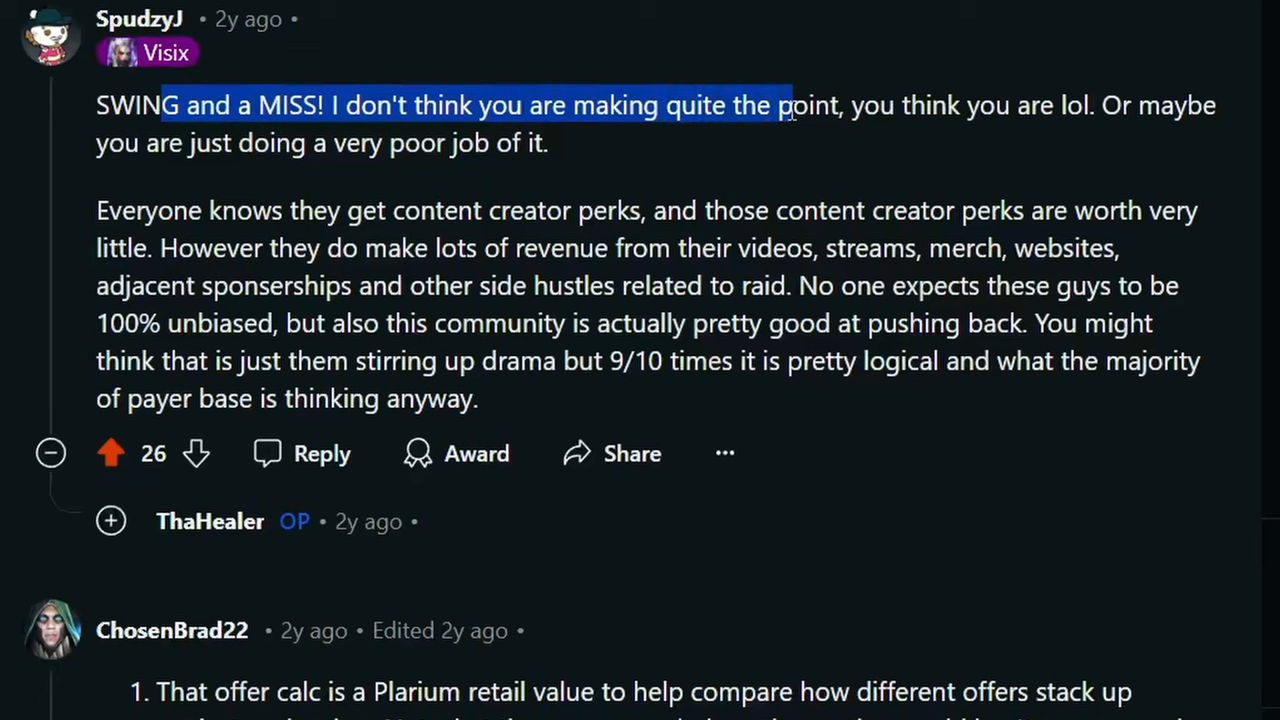 SpudzyJ • 2y ago •
Visix
SWING and a MISS! I don't think you are making quite the point, you think you are lol. Or maybe
you are just doing a very poor job of it.
Everyone knows they get content creator perks, and those content creator perks are worth very
little. However they do make lots of revenue from their videos, streams, merch, websites,
adjacent sponserships and other side hustles related to raid. No one expects these guys to be
100% unbiased, but also this community is actually pretty good at pushing back. You might
think that is just them stirring up drama but 9/10 times it is pretty logical and what the majority
of payer base is thinking anyway.
26 Reply Award Share ···
ThaHealer OP • 2y ago •
ChosenBrad22 • 2y ago • Edited 2y ago •
1. That offer calc is a Plarium retail value to help compare how different offers stack up